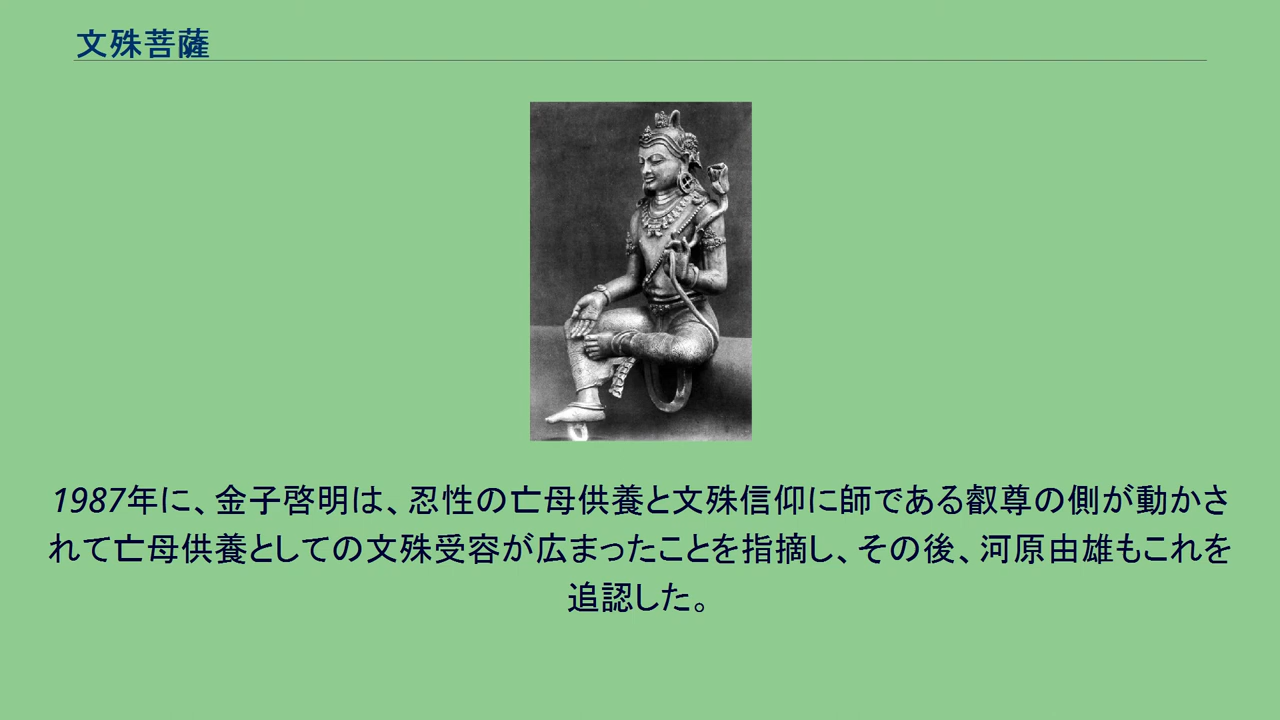 文殊菩薩
1987年に、金子啓明は、忍性の亡母供養と文殊信仰に師である叡尊の側が動かさ
れて亡母供養としての文殊受容が広まったことを指摘し、その後、河原由雄もこれを
追認した。